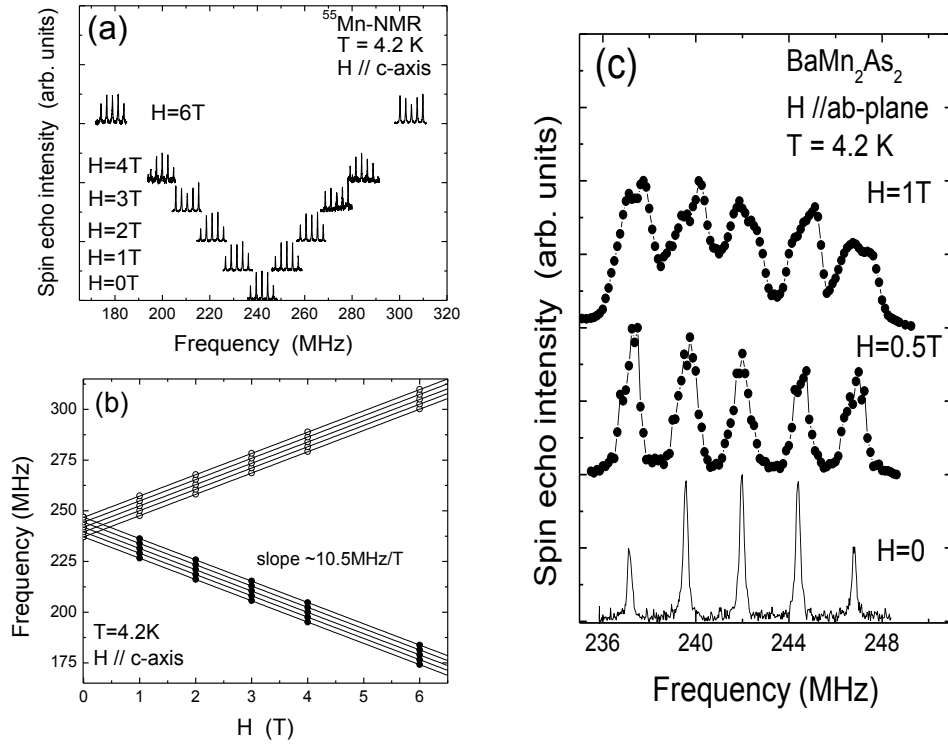 (a)
⁵⁵Mn-NMR
T = 4.2 K
H // c-axis
H=6T
H=4T
H=3T
H=2T
H=1T
H=0T
Spin echo intensity (arb. units)
160 180 200 220 240 260 280 300 320
Frequency (MHz)
(b)
300
275
250
225
200
175
Frequency (MHz)
slope ~10.5MHz/T
T=4.2K
H // c-axis
0 1 2 3 4 5 6
H (T)
(c)
BaMn₂As₂
H //ab-plane
T = 4.2 K
H=1T
H=0.5T
H=0
Spin echo intensity (arb. units)
236 240 244 248
Frequency (MHz)